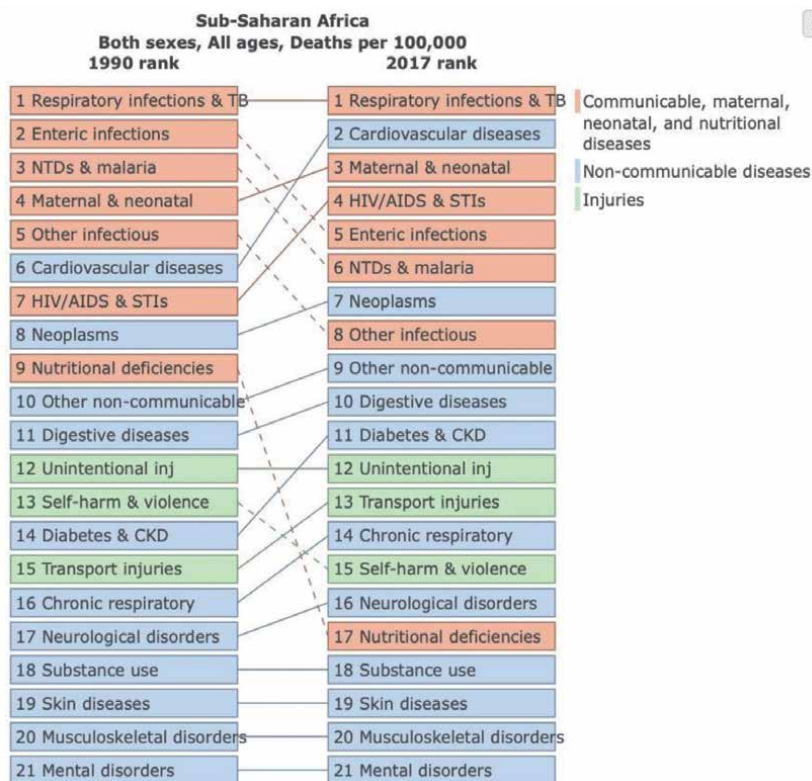 Sub-Saharan Africa
Both sexes, All ages, Deaths per 100,000
1990 rank
2017 rank
1 Respiratory infections & TB
2 Enteric infections
3 NTDs & malaria
4 Maternal & neonatal
5 Other infectious
6 Cardiovascular diseases
7 HIV/AIDS & STIs
8 Neoplasms
9 Nutritional deficiencies
10 Other non-communicable
11 Digestive diseases
12 Unintentional inj
13 Self-harm & violence
14 Diabetes & CKD
15 Transport injuries
16 Chronic respiratory
17 Neurological disorders
18 Substance use
19 Skin diseases
20 Musculoskeletal disorders
21 Mental disorders
1 Respiratory infections & TB
2 Cardiovascular diseases
3 Maternal & neonatal
4 HIV/AIDS & STIs
5 Enteric infections
6 NTDs & malaria
7 Neoplasms
8 Other infectious
9 Other non-communicable
10 Digestive diseases
11 Diabetes & CKD
12 Unintentional inj
13 Transport injuries
14 Chronic respiratory
15 Self-harm & violence
16 Neurological disorders
17 Nutritional deficiencies
18 Substance use
19 Skin diseases
20 Musculoskeletal disorders
21 Mental disorders
Communicable, maternal,
neonatal, and nutritional
diseases
Non-communicable diseases
Injuries